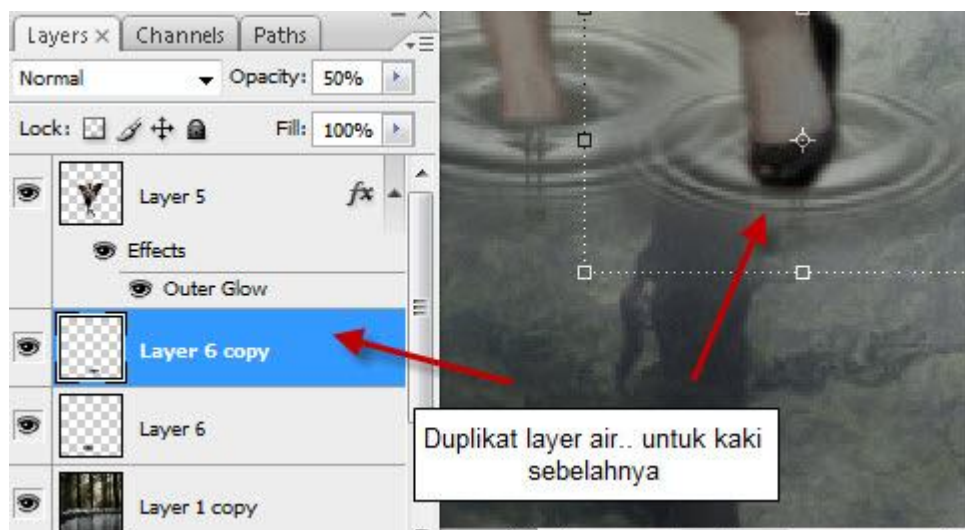 Layers × Channels Paths
Normal Opacity: 50%
Lock: Fill: 100%
Layer 5 fx
Effects
Outer Glow
Layer 6 copy
Layer 6
Layer 1 copy
Duplikat layer air.. untuk kaki
sebelahnya